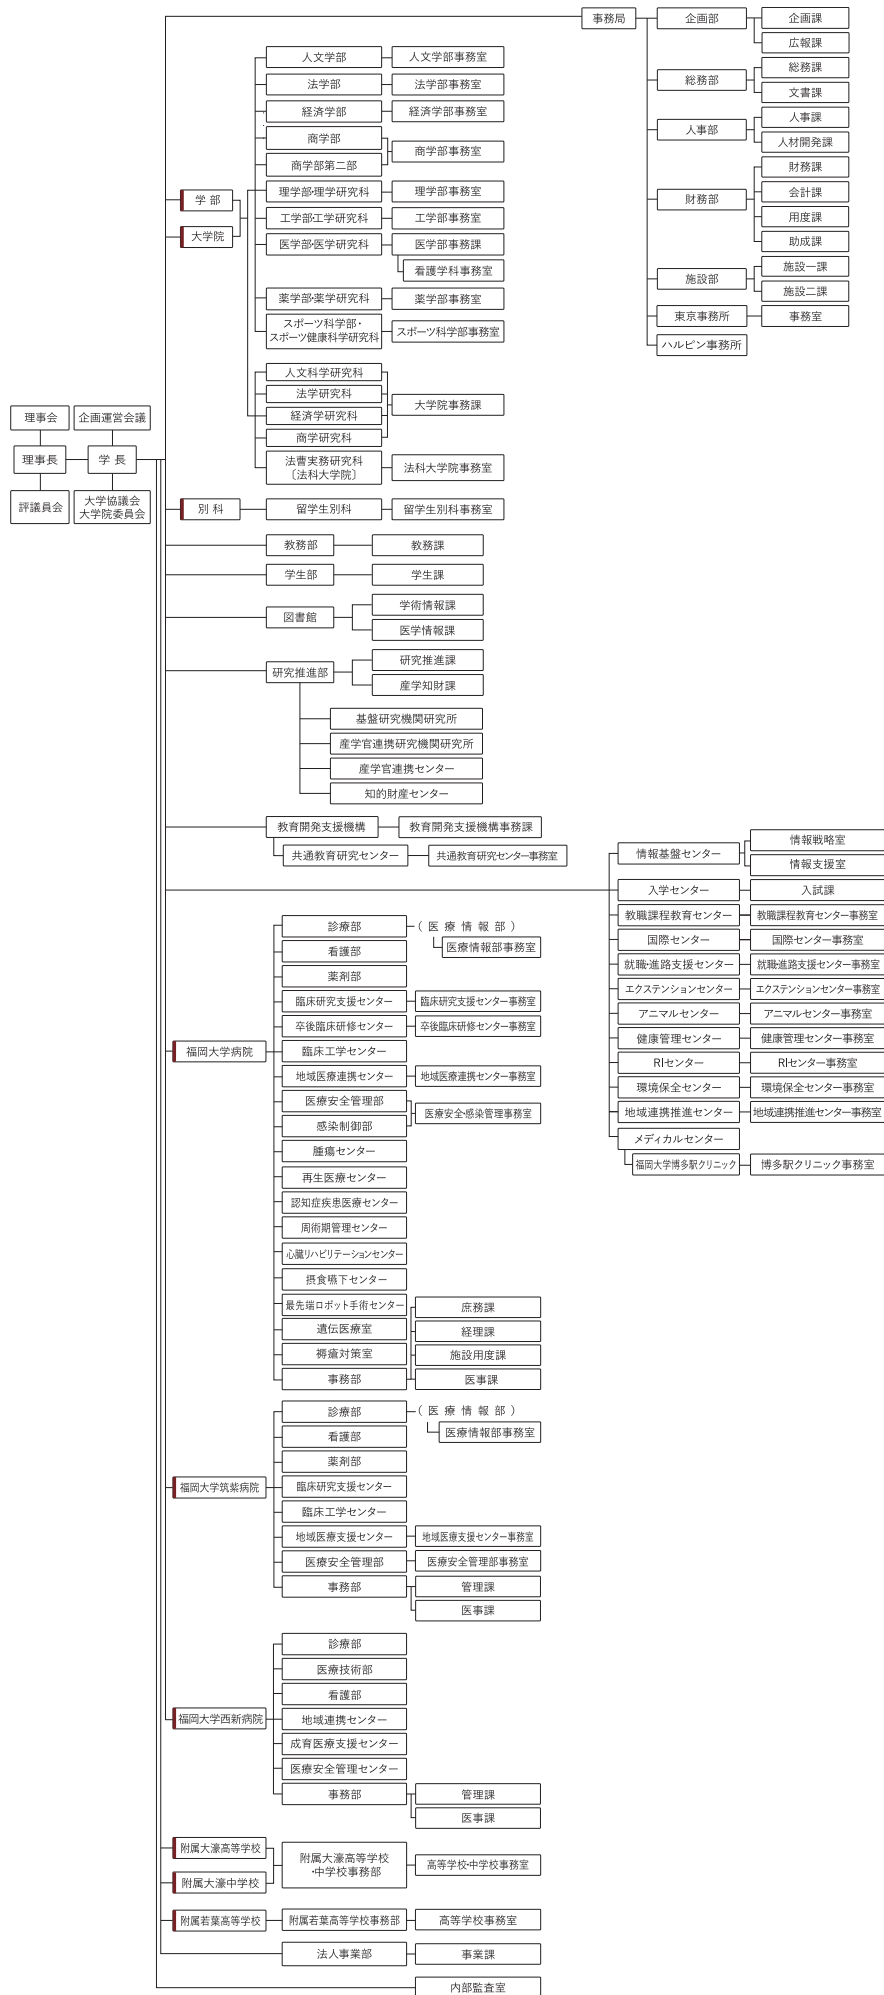 事務局
企画部
企画課
広報課
総務部
総務課
文書課
人事部
人事課
人材開発課
財務部
財務課
会計課
用度課
助成課
施設部
施設一課
施設二課
東京事務所
事務室
ハルビン事務所
学部
大学院
人文学部
人文学部事務室
法学部
法学部事務室
経済学部
経済学部事務室
商学部
商学部第二部
商学部事務室
理学部・理学研究科
理学部事務室
工学部・工学研究科
工学部事務室
医学部・医学研究科
医学部事務課
看護学科事務室
薬学部・薬学研究科
薬学部事務室
スポーツ科学部・
スポーツ健康科学研究科
スポーツ科学部事務室
人文科学研究科
法学研究科
経済学研究科
商学研究科
大学院事務課
法曹実務研究科
〔法科大学院〕
法科大学院事務室
理事会
企画運営会議
理事長
学長
評議員会
大学協議会
大学院委員会
別科
留学生別科
留学生別科事務室
教務部
教務課
学生部
学生課
図書館
学術情報課
医学情報課
研究推進部
研究推進課
産学知財課
基盤研究機関研究所
産学官連携研究機関研究所
産学官連携センター
知的財産センター
教育開発支援機構
教育開発支援機構事務課
共通教育研究センター
共通教育研究センター事務室
情報基盤センター
情報戦略室
情報支援室
入学センター
入試課
教職課程教育センター
教職課程教育センター事務室
国際センター
国際センター事務室
就職・進路支援センター
就職・進路支援センター事務室
エクステンションセンター
エクステンションセンター事務室
アニマルセンター
アニマルセンター事務室
健康管理センター
健康管理センター事務室
RIセンター
RIセンター事務室
環境保全センター
環境保全センター事務室
地域連携推進センター
地域連携推進センター事務室
メディカルセンター
福岡大学博多駅クリニック
博多駅クリニック事務室
福岡大学病院
診療部
（医療情報部）
医療情報部事務室
看護部
薬剤部
臨床研究支援センター
臨床研究支援センター事務室
卒後臨床研修センター
卒後臨床研修センター事務室
臨床工学センター
地域医療連携センター
地域医療連携センター事務室
医療安全管理部
感染制御部
医療安全・感染管理事務室
腫瘍センター
再生医療センター
認知症疾患医療センター
周術期管理センター
心臓リハビリテーションセンター
摂食嚥下センター
最先端ロボット手術センター
遺伝医療室
褥瘡対策室
事務部
庶務課
経理課
施設用度課
医事課
福岡大学筑紫病院
診療部
（医療情報部）
医療情報部事務室
看護部
薬剤部
臨床研究支援センター
臨床工学センター
地域医療支援センター
地域医療支援センター事務室
医療安全管理部
医療安全管理部事務室
事務部
管理課
医事課
福岡大学西新病院
診療部
医療技術部
看護部
地域連携センター
成育医療支援センター
医療安全管理センター
事務部
管理課
医事課
附属大濠高等学校
附属大濠中学校
附属大濠高等学校
・中学校事務部
高等学校・中学校事務室
附属若葉高等学校
附属若葉高等学校事務部
高等学校事務室
法人事業部
事業課
内部監査室